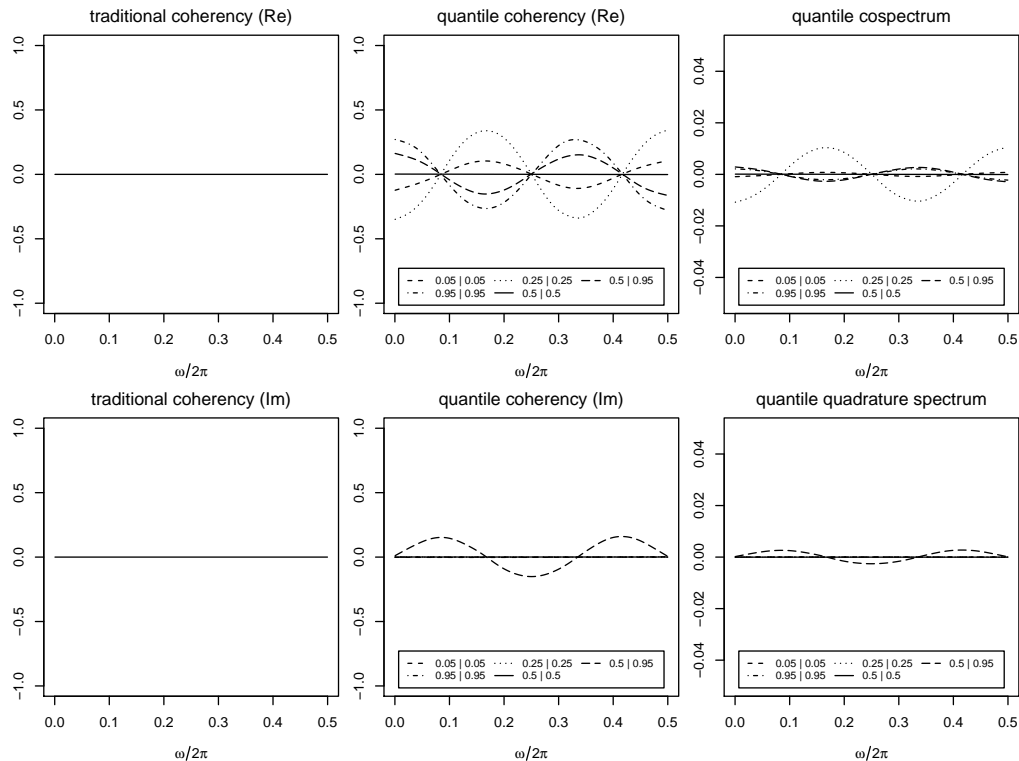 traditional coherency (Re)
1.0
0.5
0.0
−0.5
−1.0
0.0 0.1 0.2 0.3 0.4 0.5
ω/2π
quantile coherency (Re)
1.0
0.5
0.0
−0.5
−1.0
0.05 | 0.05 0.25 | 0.25 0.5 | 0.95
0.95 | 0.95 0.5 | 0.5
0.0 0.1 0.2 0.3 0.4 0.5
ω/2π
quantile cospectrum
0.04
0.02
0.00
−0.02
−0.04
0.05 | 0.05 0.25 | 0.25 0.5 | 0.95
0.95 | 0.95 0.5 | 0.5
0.0 0.1 0.2 0.3 0.4 0.5
ω/2π
traditional coherency (Im)
1.0
0.5
0.0
−0.5
−1.0
0.0 0.1 0.2 0.3 0.4 0.5
ω/2π
quantile coherency (Im)
1.0
0.5
0.0
−0.5
−1.0
0.05 | 0.05 0.25 | 0.25 0.5 | 0.95
0.95 | 0.95 0.5 | 0.5
0.0 0.1 0.2 0.3 0.4 0.5
ω/2π
quantile quadrature spectrum
0.04
0.02
0.00
−0.02
−0.04
0.05 | 0.05 0.25 | 0.25 0.5 | 0.95
0.95 | 0.95 0.5 | 0.5
0.0 0.1 0.2 0.3 0.4 0.5
ω/2π